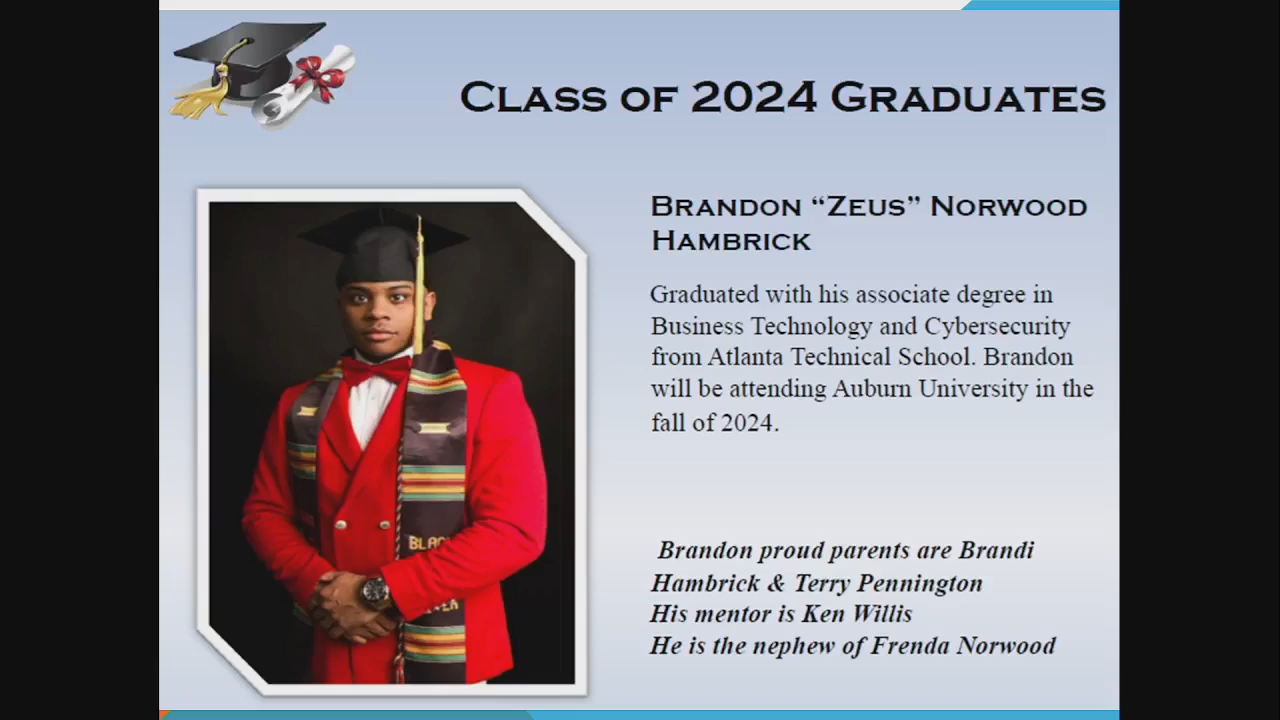 CLASS OF 2024 GRADUATES
BRANDON “ZEUS” NORWOOD
HAMBRICK
Graduated with his associate degree in
Business Technology and Cybersecurity
from Atlanta Technical School. Brandon
will be attending Auburn University in the
fall of 2024.
Brandon proud parents are Brandi
Hambrick & Terry Pennington
His mentor is Ken Willis
He is the nephew of Frenda Norwood